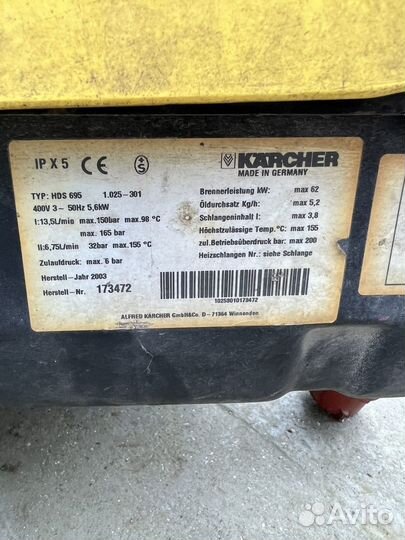 IP X 5 CE S
KÄRCHER
MADE IN GERMANY
TYP: HDS 695 1.025-301
400V 3~ 50Hz 5,6kW
I:13,5L/min max.150bar max.98 °C
max. 165 bar
II:6,75L/min 32bar max.155 °C
Zulaufdruck: max. 6 bar
Herstell-Jahr 2003
Herstell-Nr. 173472
Brennerleistung kW: max 62
Öldurchsatz Kg/h: max 5,2
Schlangeninhalt l: max 3,8
Höchstzulässige Temp.°C: max 155
zul.Betriebsüberdruck bar: max 200
Heizschlangen Nr.: siehe Schlange
ALFRED KÄRCHER GmbH&Co. D-71364 Winnenden
Avito